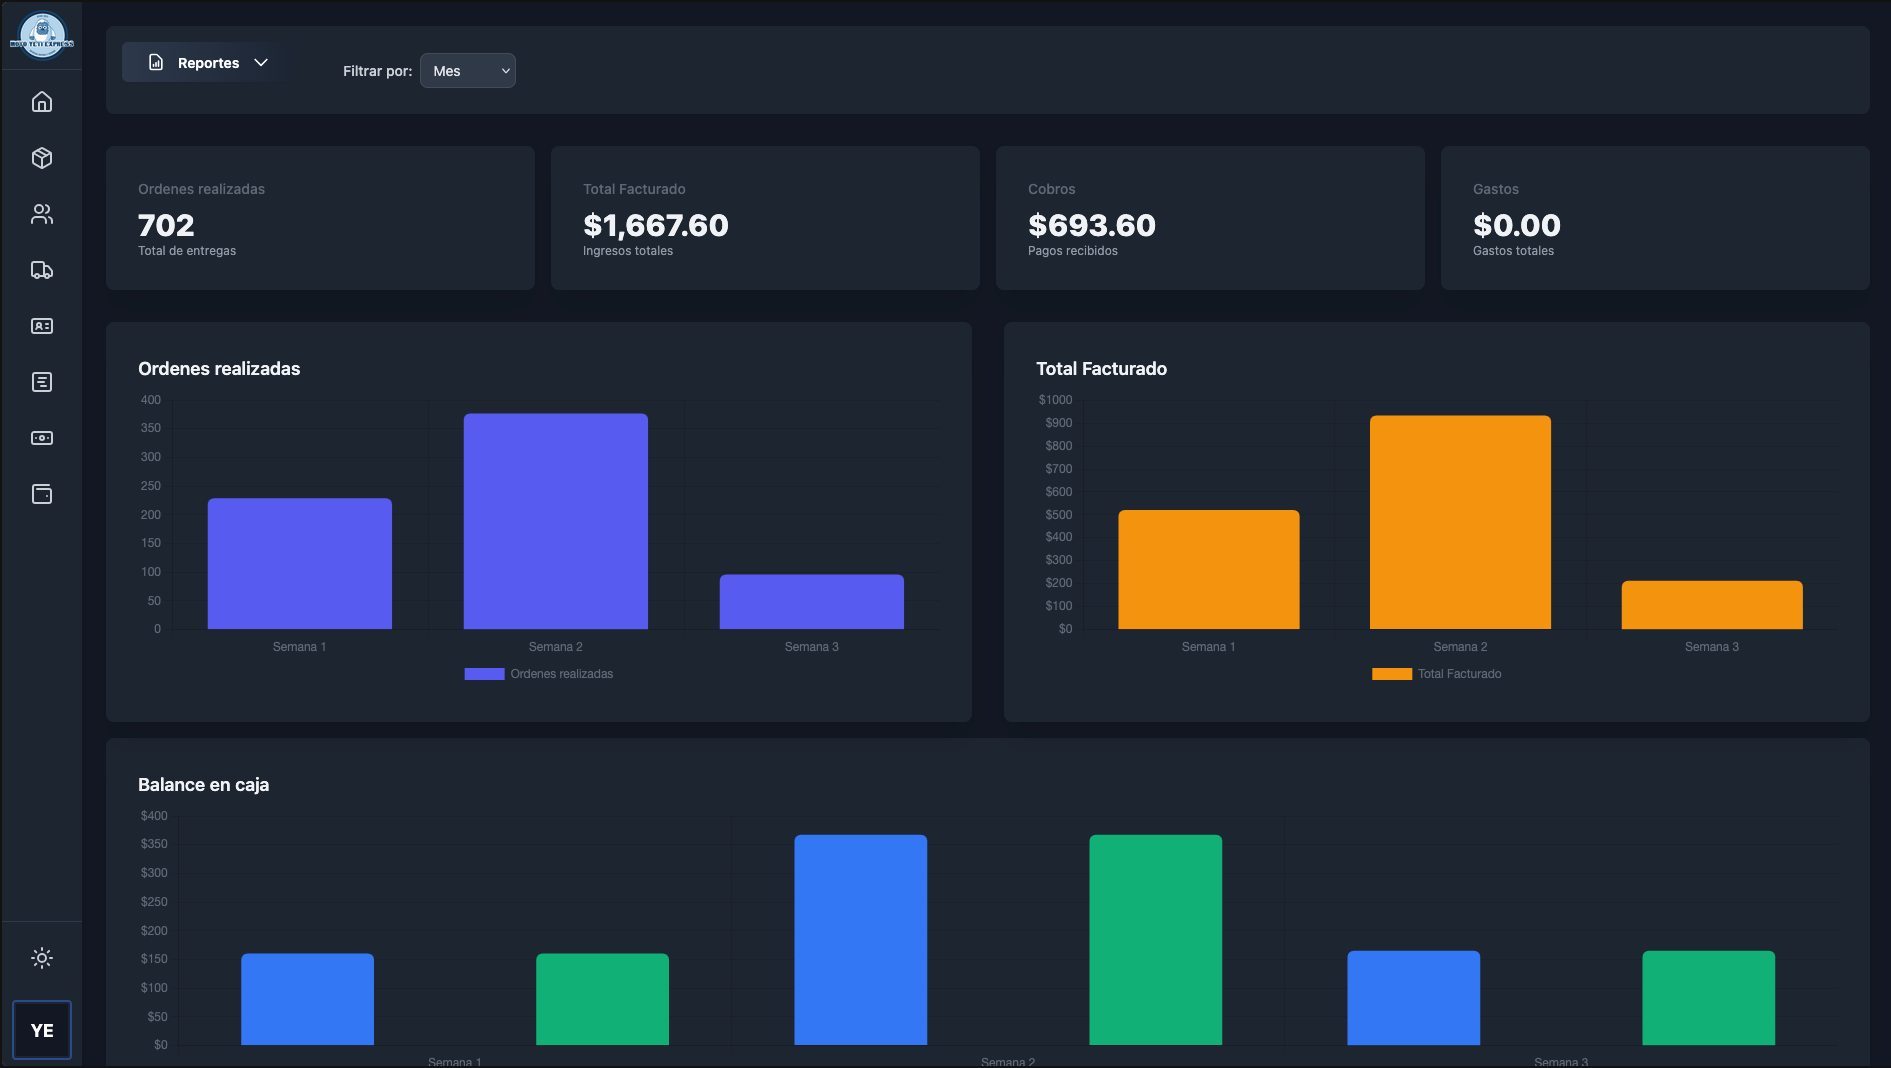 MOTO YETI EXPRESS
Reportes
Filtrar por: Mes
Ordenes realizadas
702
Total de entregas
Total Facturado
$1,667.60
Ingresos totales
Cobros
$693.60
Pagos recibidos
Gastos
$0.00
Gastos totales
Ordenes realizadas
400
350
300
250
200
150
100
50
0
Semana 1 Semana 2 Semana 3
Ordenes realizadas
Total Facturado
$1000
$900
$800
$700
$600
$500
$400
$300
$200
$100
$0
Semana 1 Semana 2 Semana 3
Total Facturado
Balance en caja
$400
$350
$300
$250
$200
$150
$100
$50
$0
Semana 1 Semana 2 Semana 3
YE